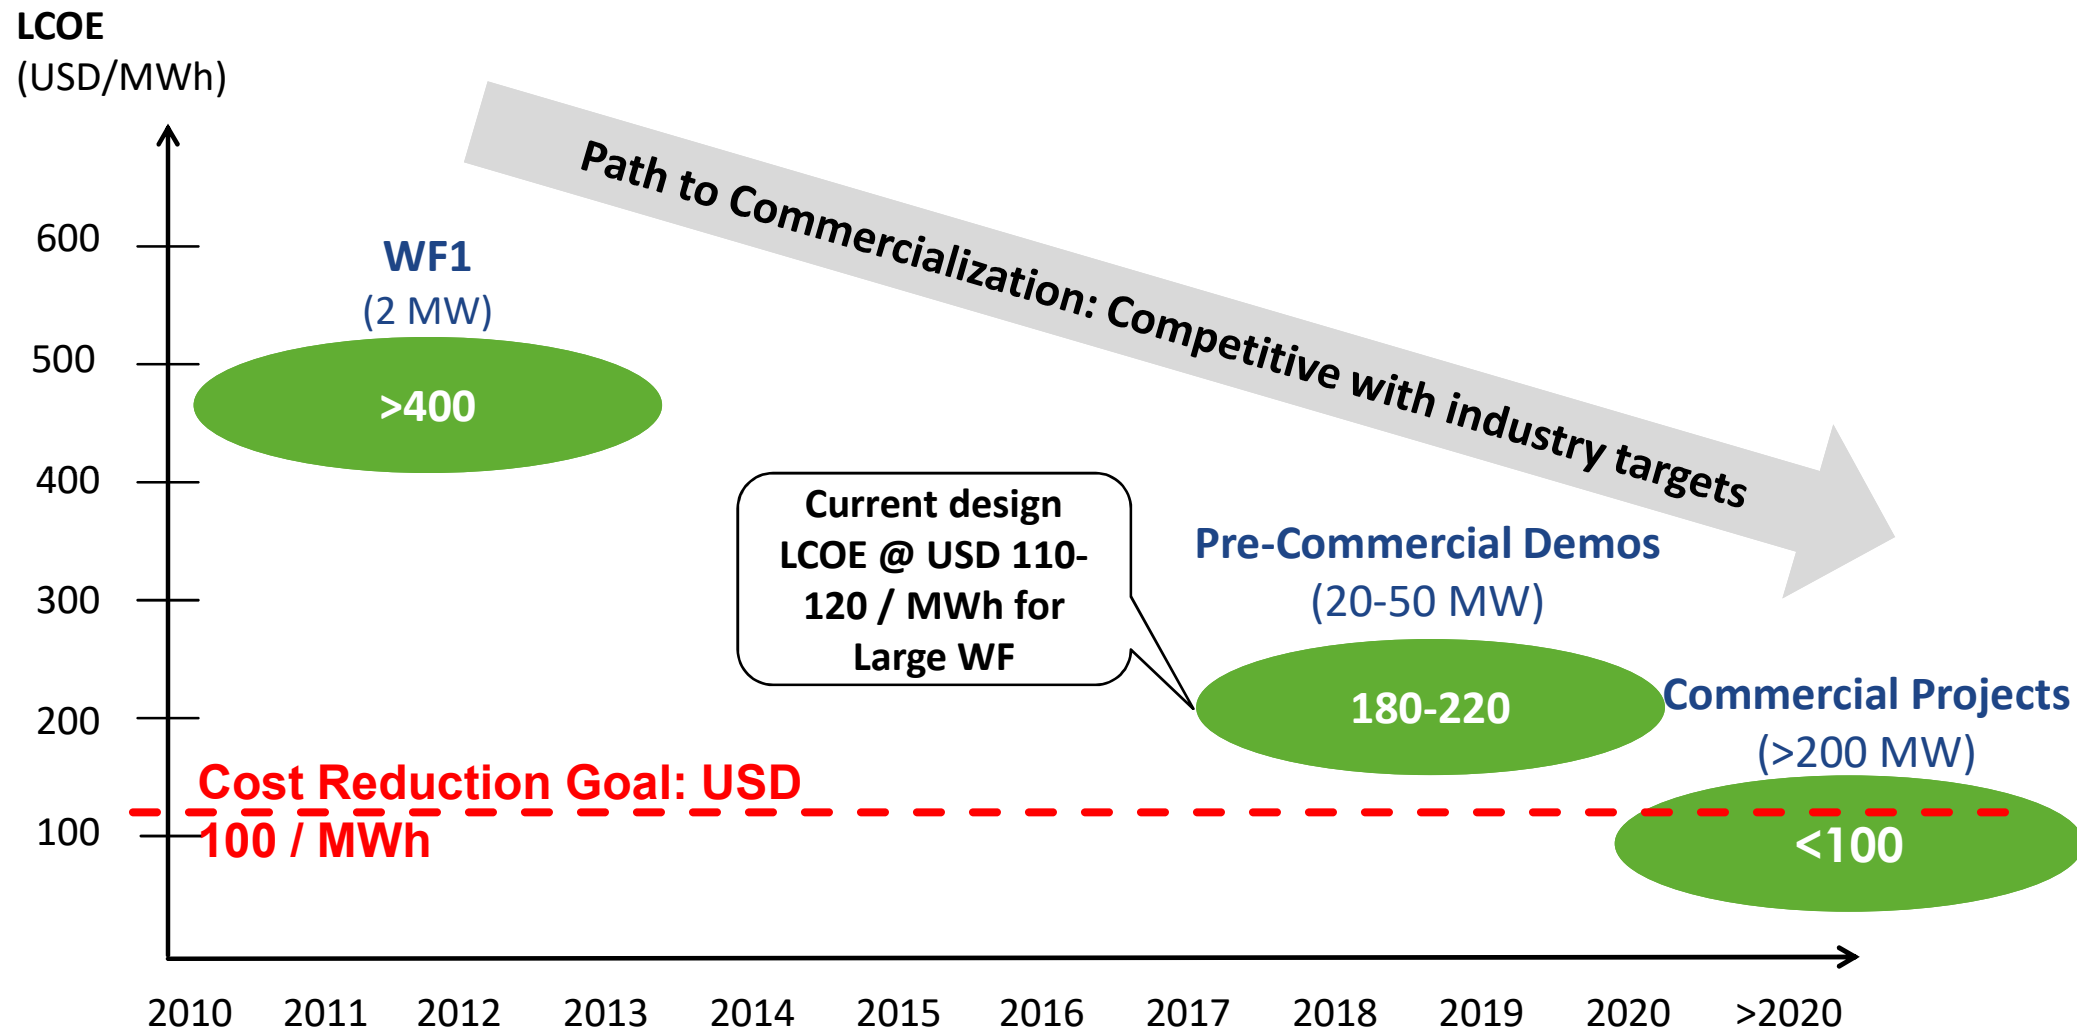 LCOE
(USD/MWh)
Path to Commercialization: Competitive with industry targets
600
WF1
(2 MW)
500
>400
400
Current design
LCOE @ USD 110-
120 / MWh for
Large WF
Pre-Commercial Demos
(20-50 MW)
300
180-220
Commercial Projects
(>200 MW)
200
Cost Reduction Goal: USD
100 / MWh
100
<100
2010 2011 2012 2013 2014 2015 2016 2017 2018 2019 2020 >2020